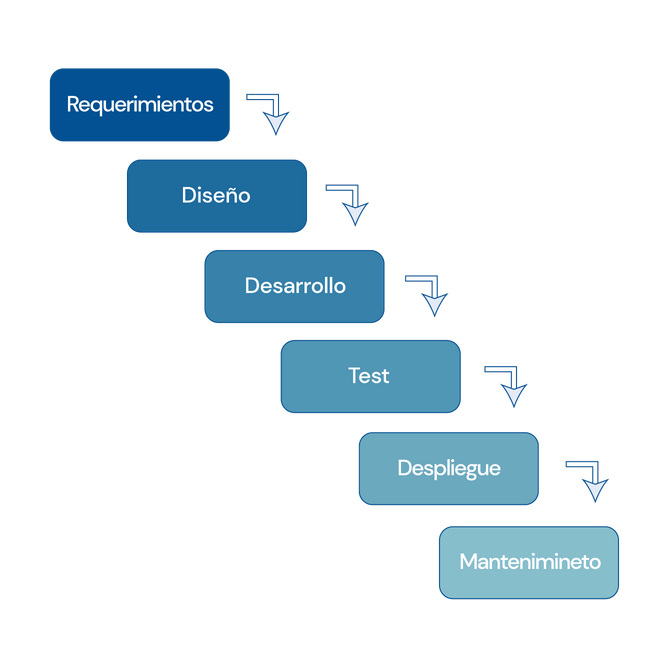 Requerimientos
Diseño
Desarrollo
Test
Despliegue
Mantenimineto